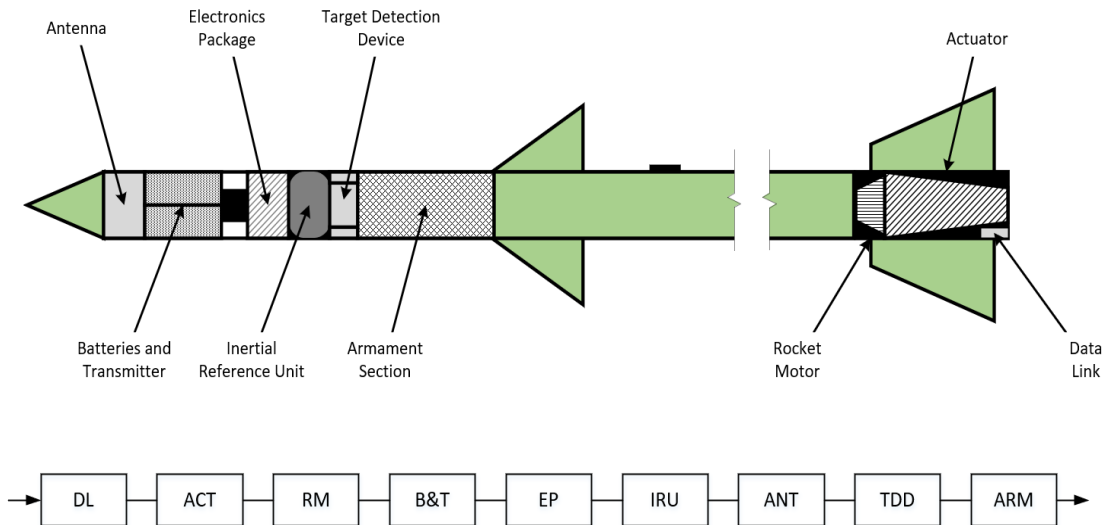 Antenna
Electronics
Package
Target Detection
Device
Actuator
Batteries and
Transmitter
Inertial
Reference Unit
Armament
Section
Rocket
Motor
Data
Link
DL
ACT
RM
B&T
EP
IRU
ANT
TDD
ARM